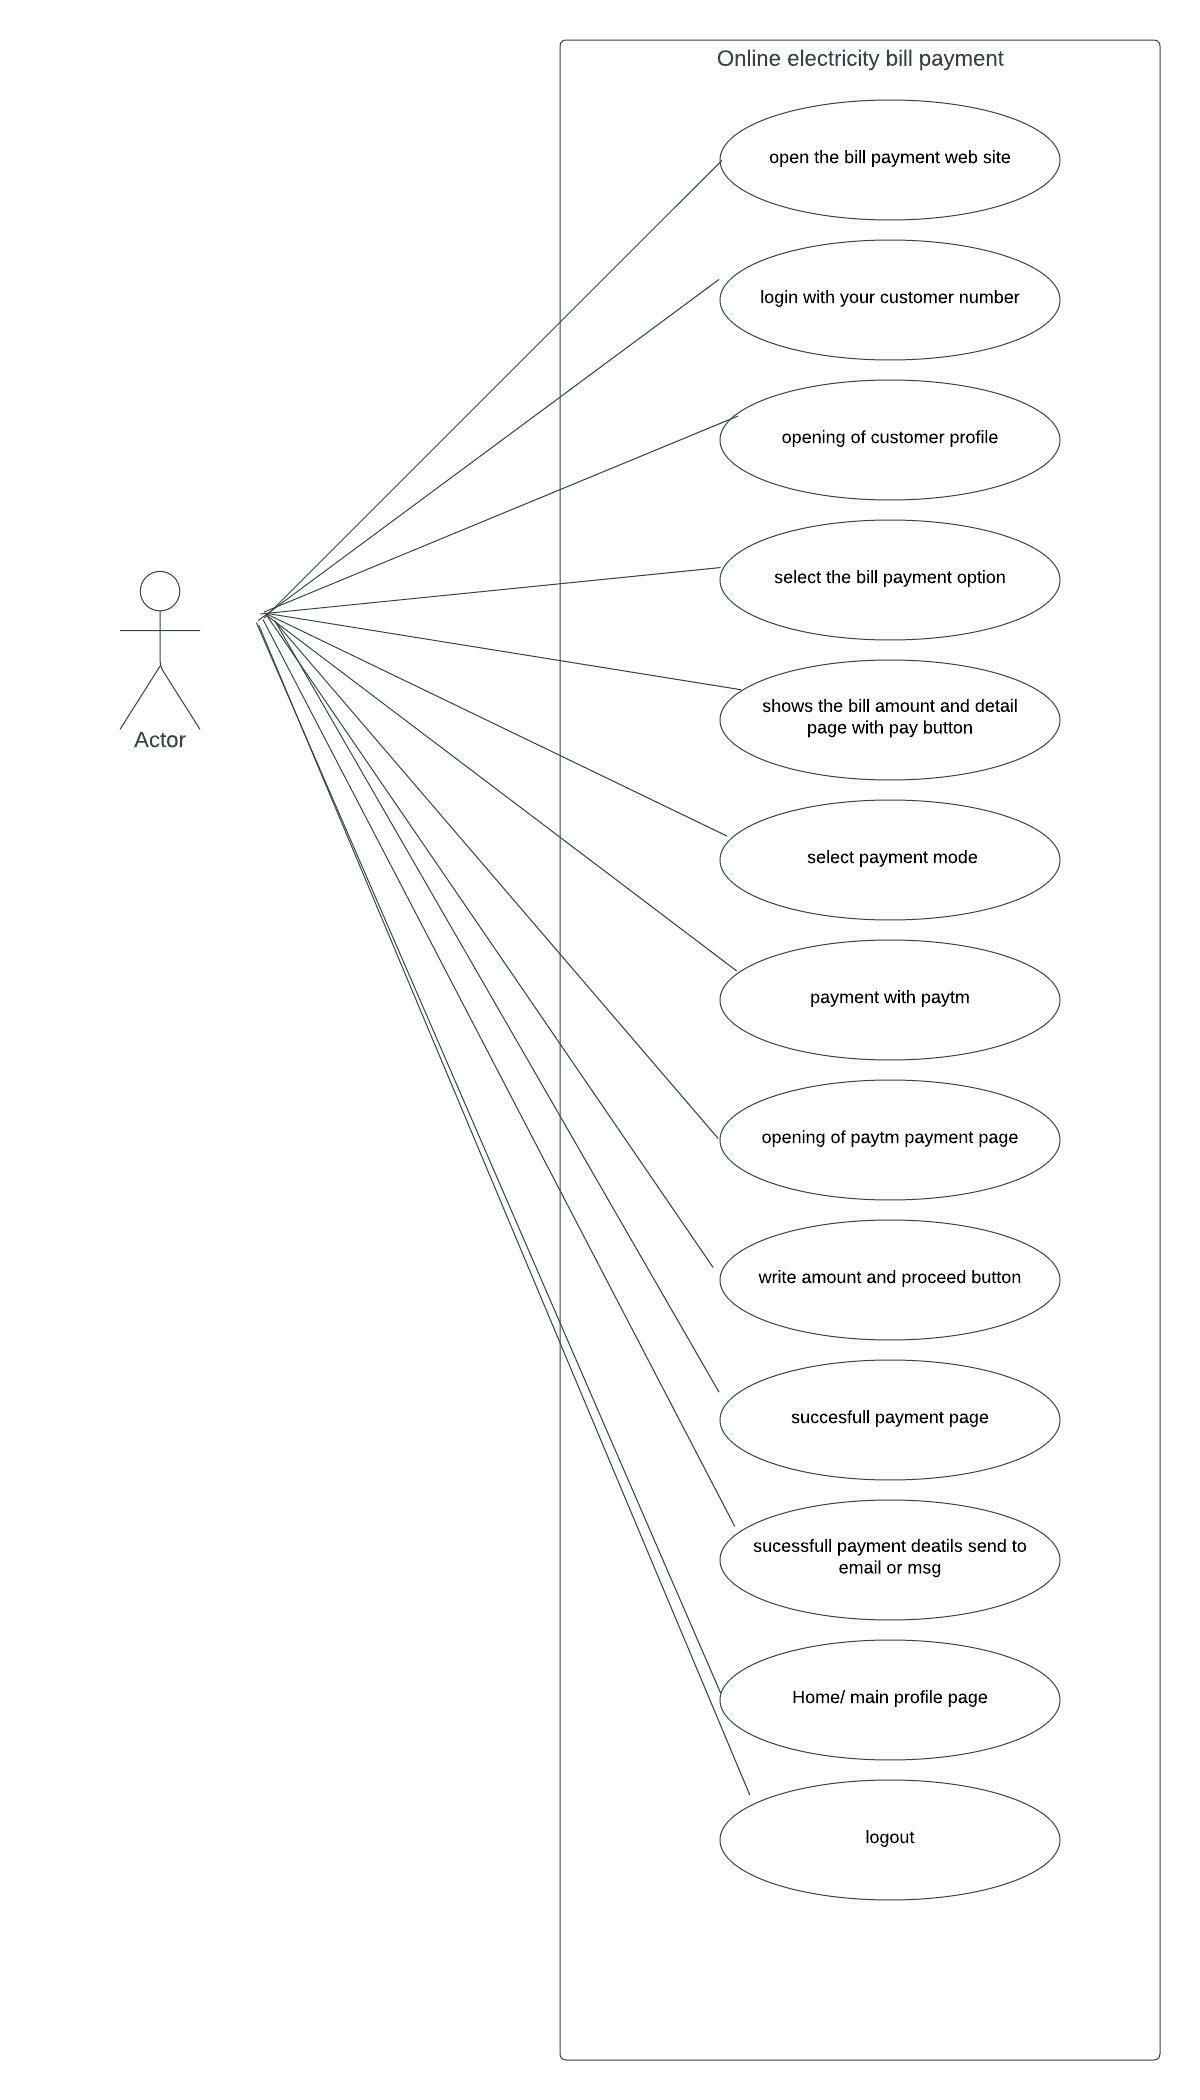 Online electricity bill payment
open the bill payment web site
login with your customer number
opening of customer profile
select the bill payment option
shows the bill amount and detail
page with pay button
Actor
select payment mode
payment with paytm
opening of paytm payment page
write amount and proceed button
succesfull payment page
sucessfull payment deatils send to
email or msg
Home/ main profile page
logout